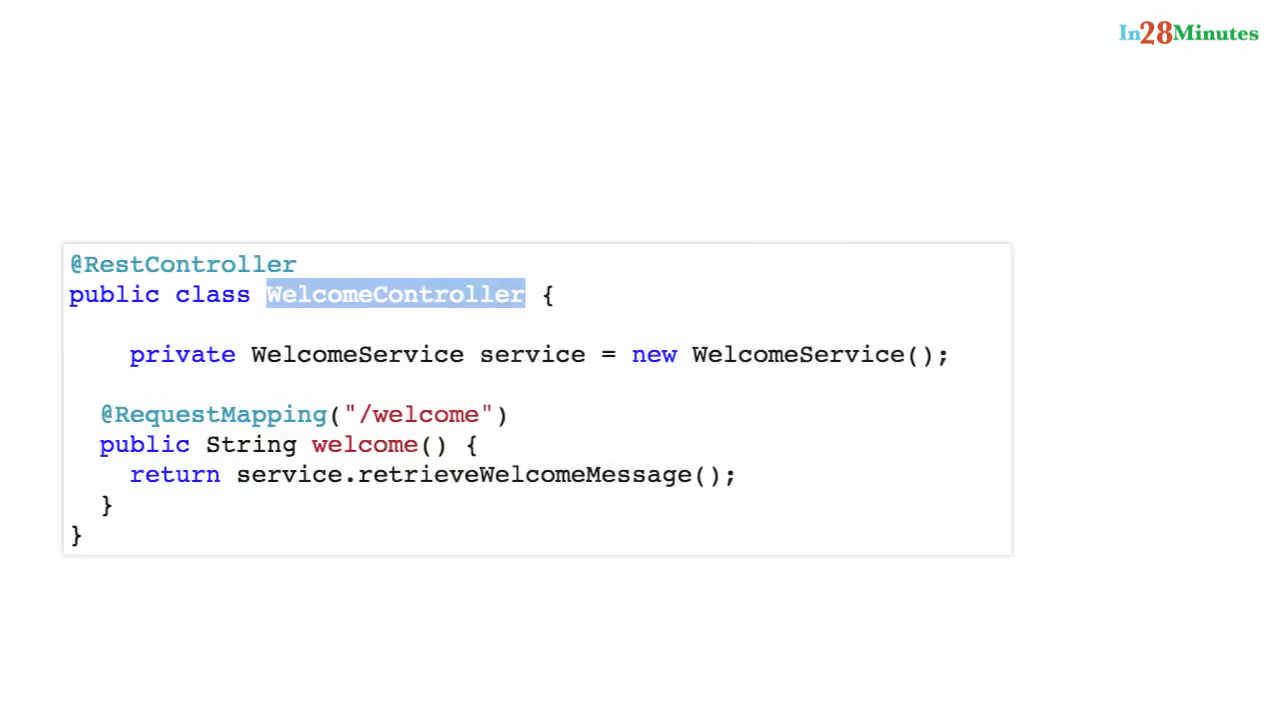 In28Minutes
@RestController
public class WelcomeController {
private WelcomeService service = new WelcomeService();
@RequestMapping("/welcome")
public String welcome() {
return service.retrieveWelcomeMessage();
}
}